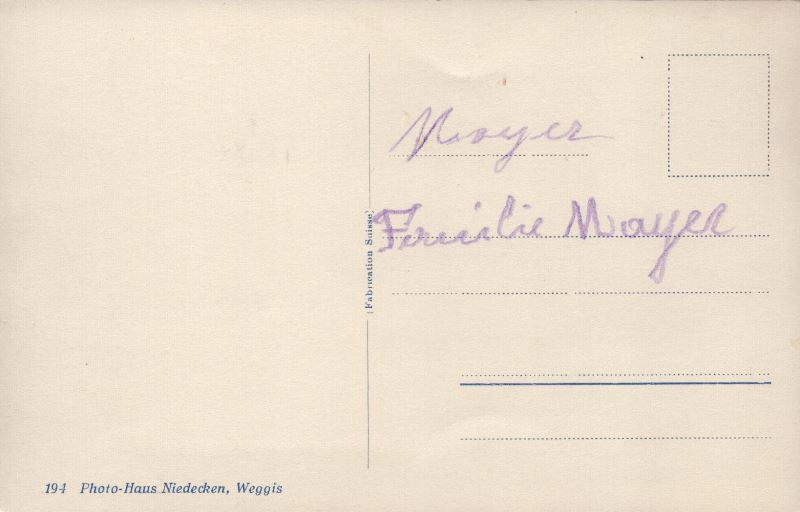 Mayer
Familie Mayer
(Fabrication Suisse)
194 Photo-Haus Niedecken, Weggis